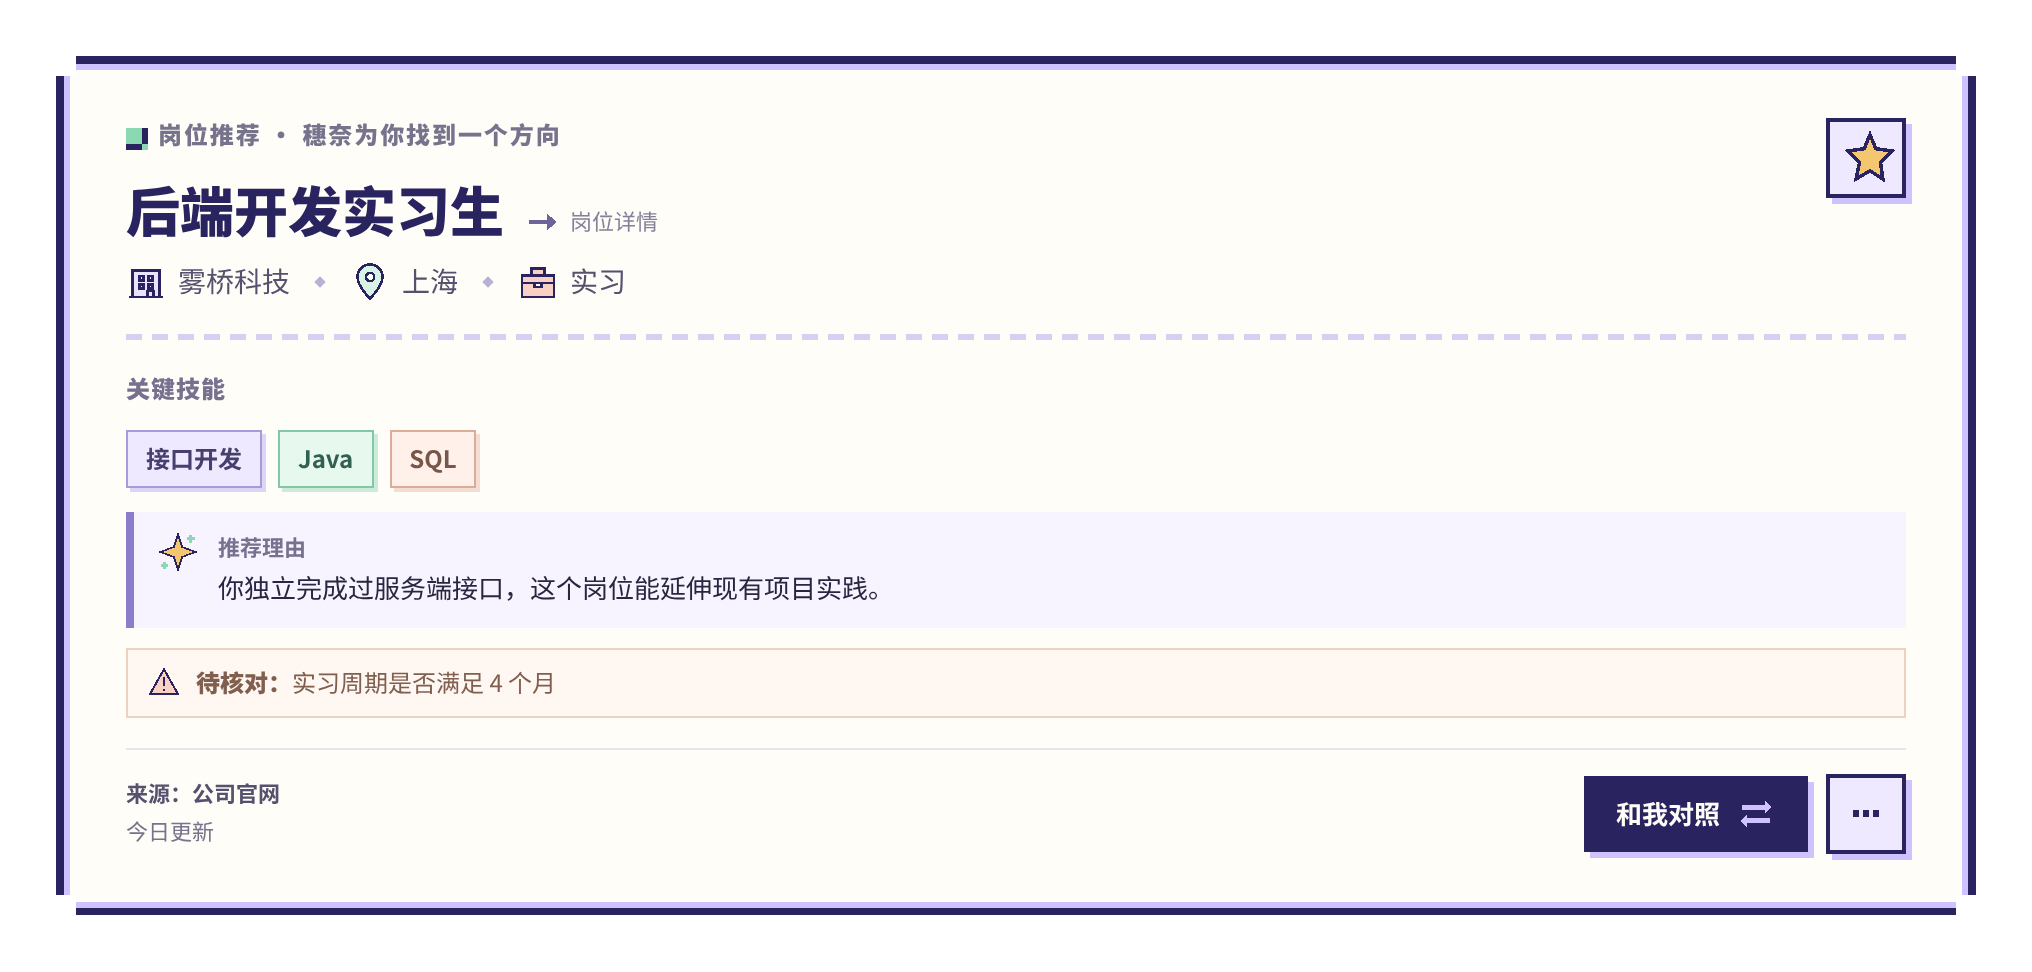 岗位推荐 · 穗奈为你找到一个方向
后端开发实习生 → 岗位详情
雾桥科技 ◆ 上海 ◆ 实习
关键技能
接口开发 Java SQL
推荐理由
你独立完成过服务端接口，这个岗位能延伸现有项目实践。
待核对：实习周期是否满足 4 个月
来源：公司官网
今日更新
和我对照 ⇄ ...